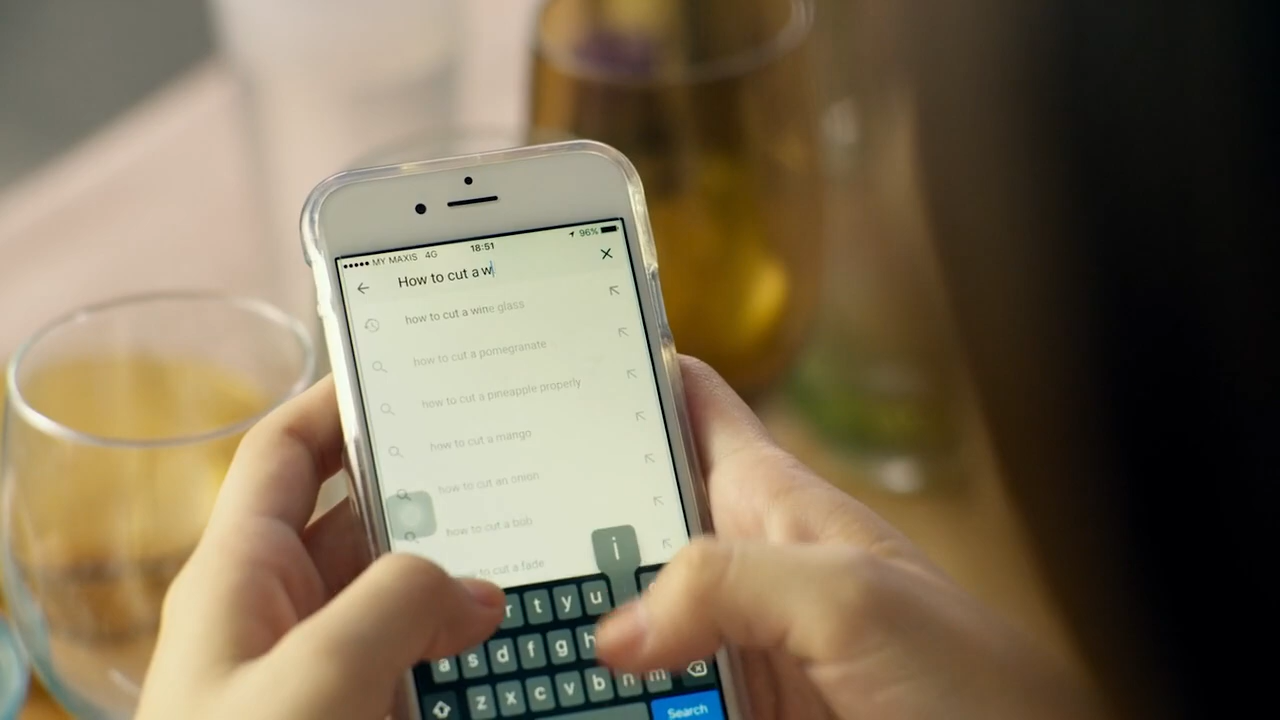 MY MAXIS 4G 18:51 96%
How to cut a w
how to cut a wine glass
how to cut a pomegranate
how to cut a pineapple properly
how to cut a mango
how to cut an onion
how to cut a bob
to cut a fade
i
r t y u
a s d f g h
z x c v b n m
Search